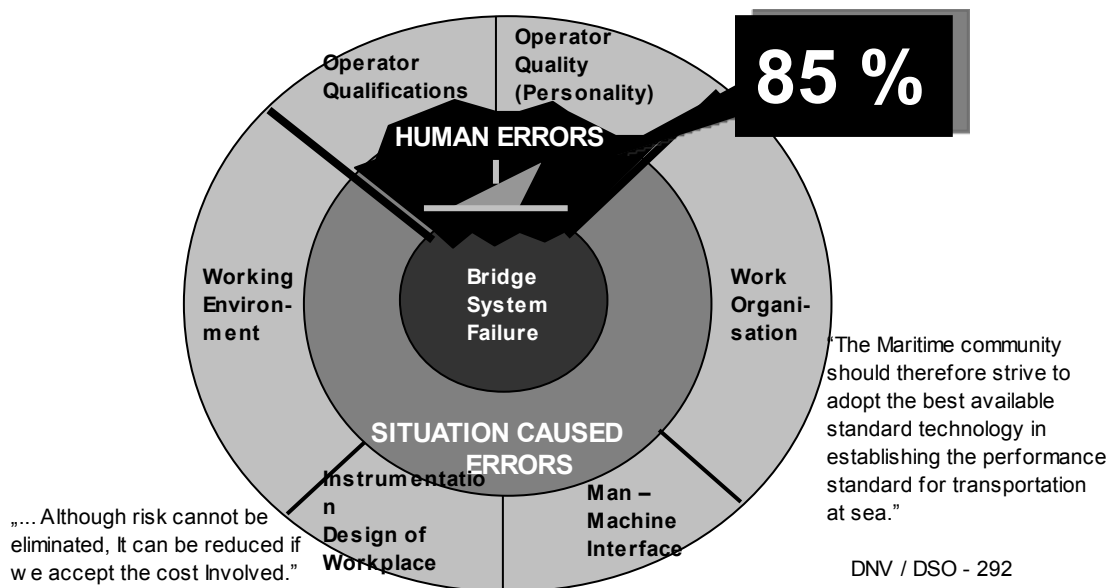 Operator
Qualifications
Operator
Quality
(Personality)
85 %
HUMAN ERRORS
Working
Environ-
ment
Bridge
System
Failure
Work
Organi-
sation
SITUATION CAUSED
ERRORS
Instrumentatio
n
Design of
Workplace
Man –
Machine
Interface
„... Although risk cannot be
eliminated, It can be reduced if
we accept the cost Involved.”
“The Maritime community
should therefore strive to
adopt the best available
standard technology in
establishing the performance
standard for transportation
at sea.”
DNV / DSO - 292